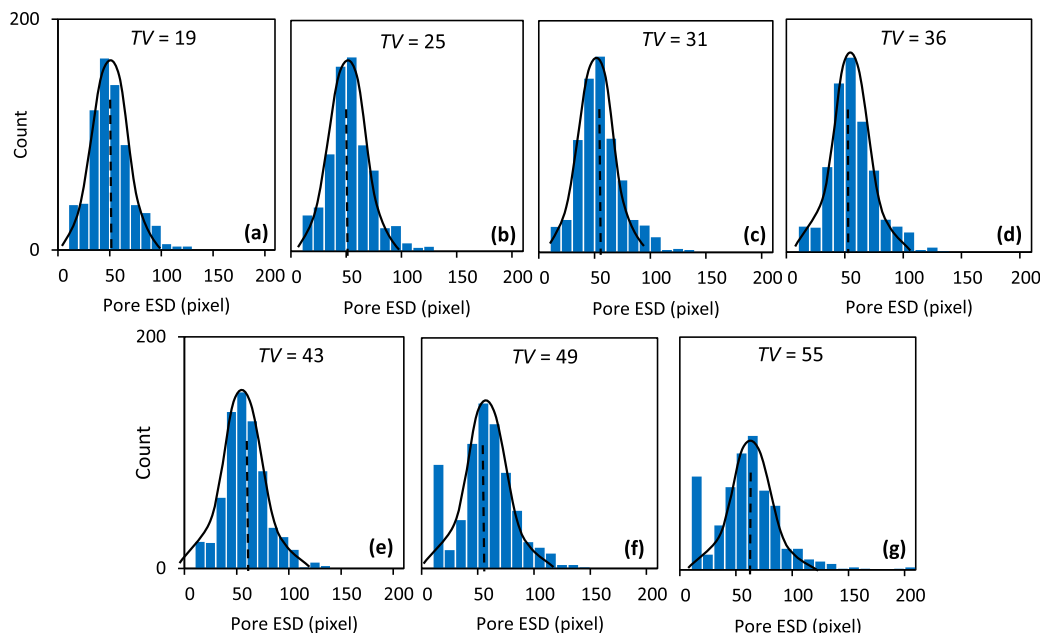 200
TV = 19
TV = 25
TV = 31
TV = 36
Count
0
(a)
(b)
(c)
(d)
0 50 100 150 200
0 50 100 150 200
0 50 100 150 200
0 50 100 150 200
Pore ESD (pixel)
Pore ESD (pixel)
Pore ESD (pixel)
Pore ESD (pixel)
200
TV = 43
TV = 49
TV = 55
Count
0
(e)
(f)
(g)
0 50 100 150 200
0 50 100 150 200
0 50 100 150 200
Pore ESD (pixel)
Pore ESD (pixel)
Pore ESD (pixel)